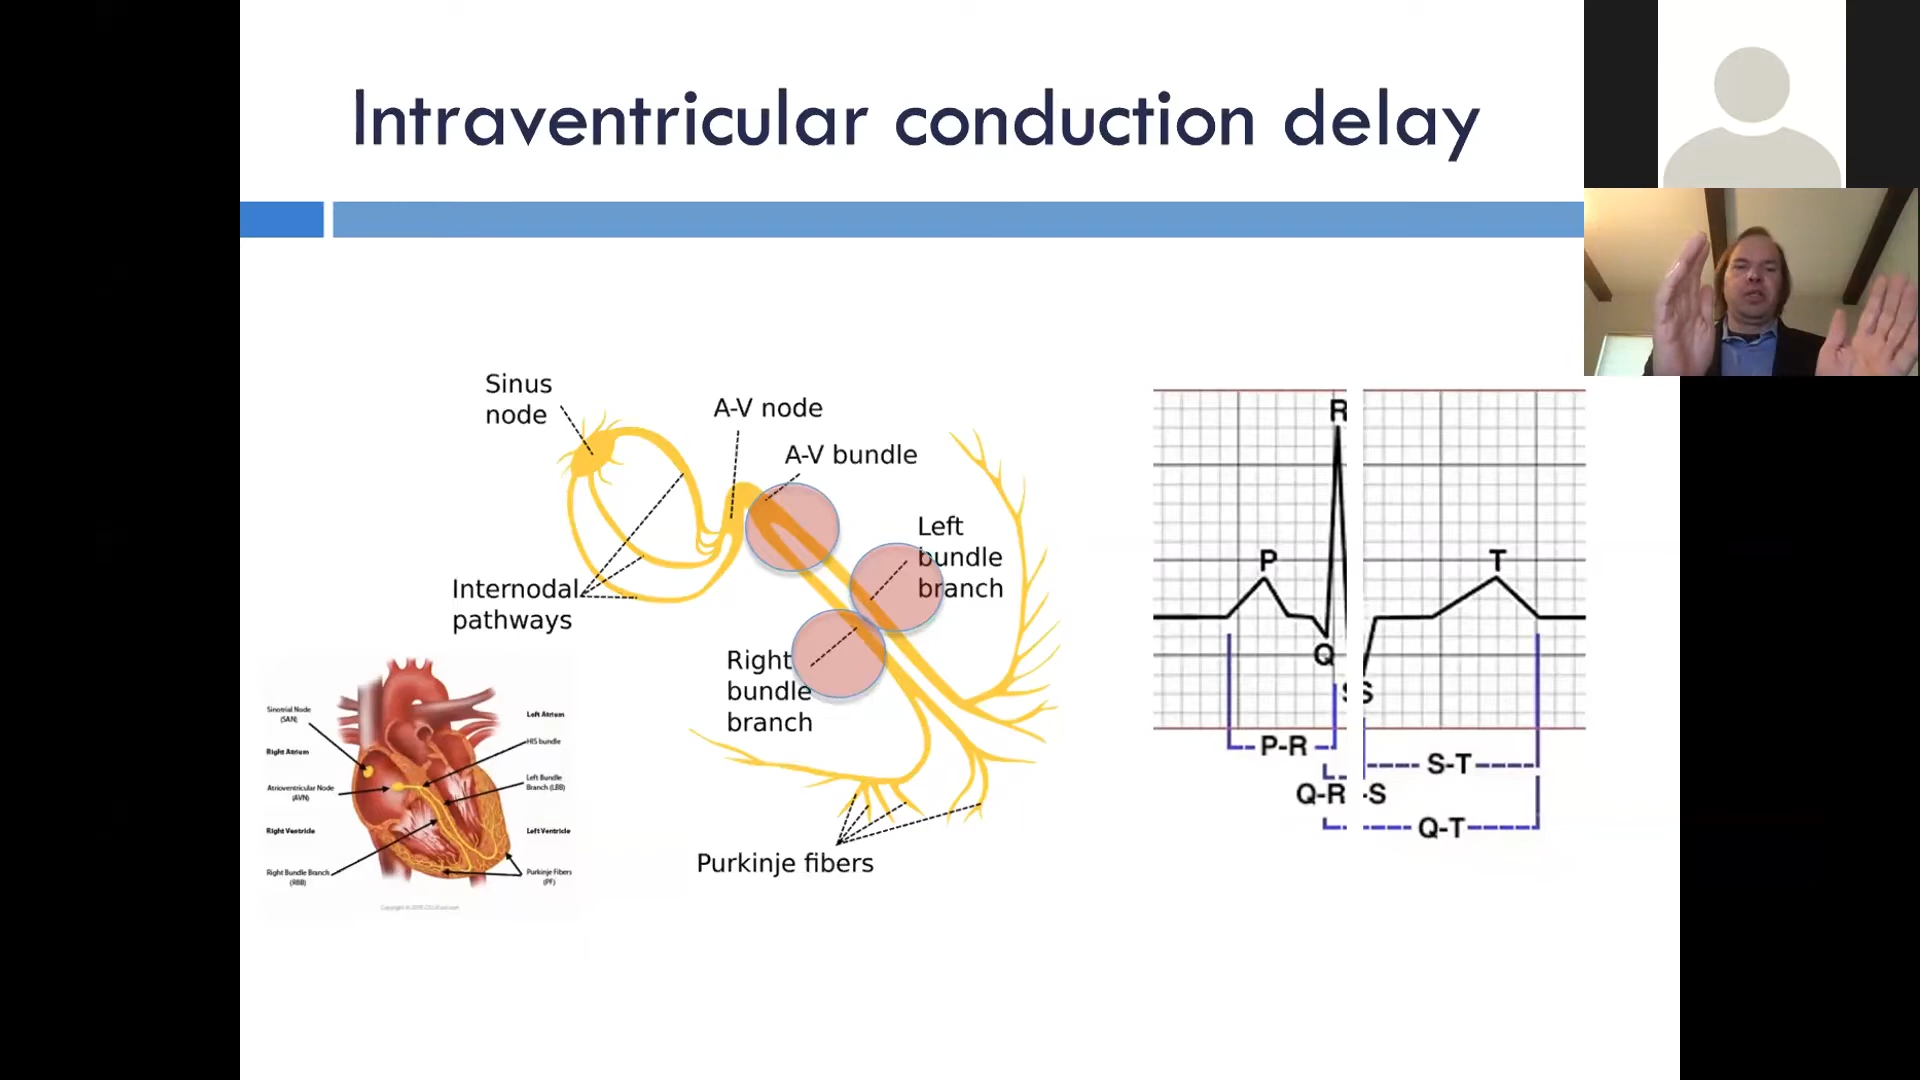 Intraventricular conduction delay
Sinus
node
A-V node
A-V bundle
Left
bundle
branch
Internodal
pathways
Right
bundle
branch
Purkinje fibers
Sinotrial Node
(SAN)
Right Atrium
Atrioventricular Node
(AVN)
Right Ventricle
Right Bundle Branch
(RBB)
Left Atrium
HIS bundle
Left Bundle
Branch (LBB)
Left Ventricle
Purkinje Fibers
(PF)
R
P
T
Q
S
P-R
S-T
Q-R -S
Q-T